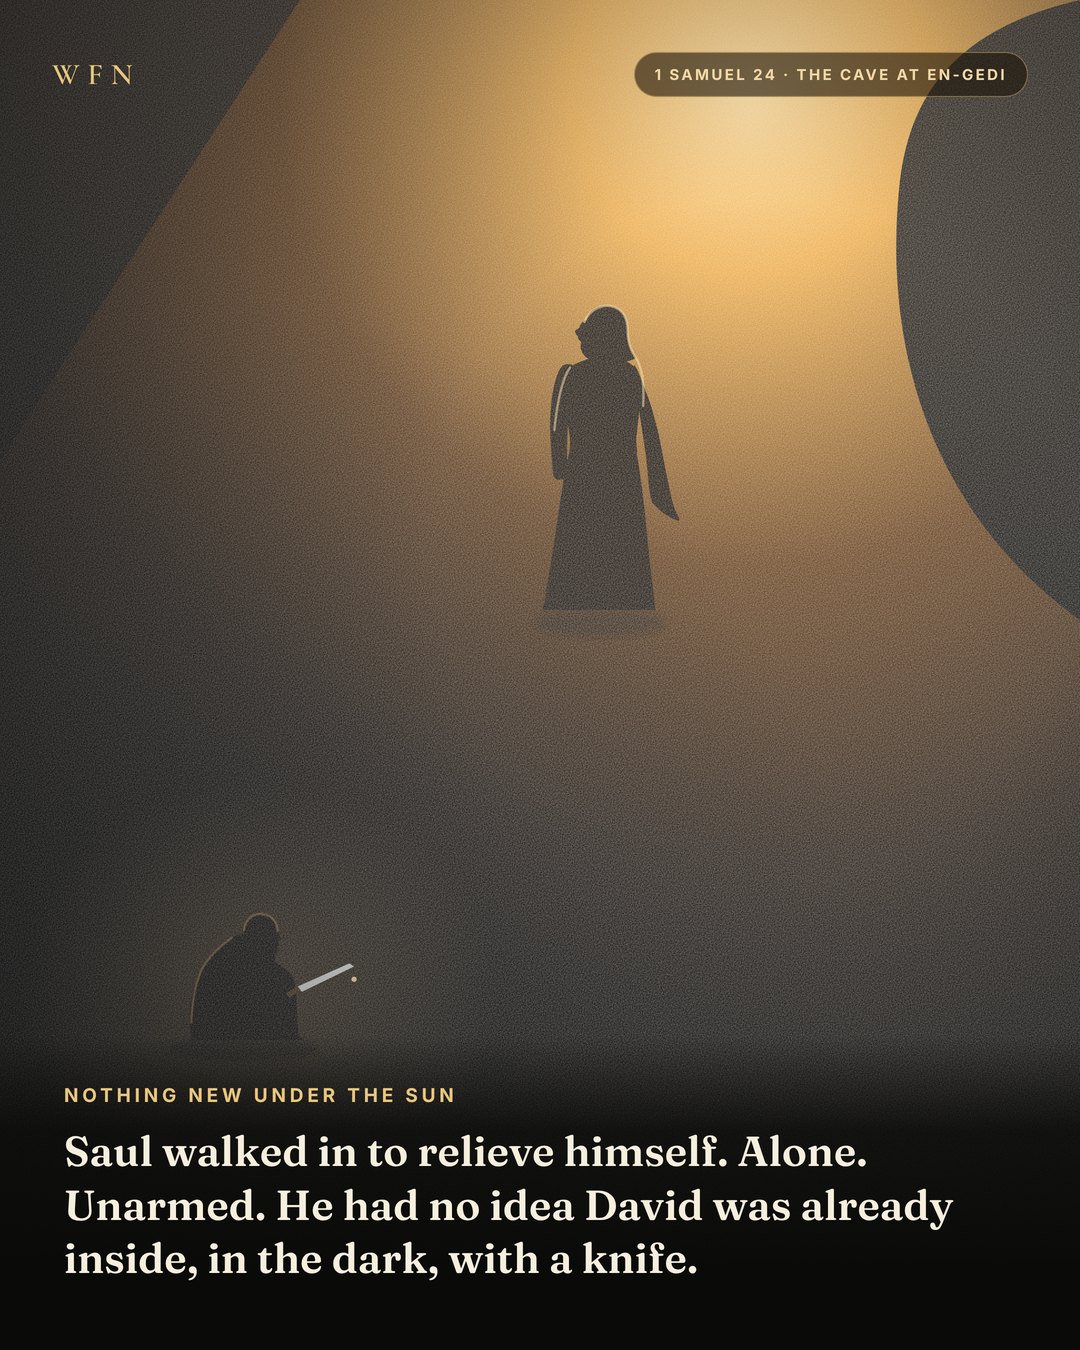 WFN
1 SAMUEL 24 · THE CAVE AT EN-GEDI
NOTHING NEW UNDER THE SUN
Saul walked in to relieve himself. Alone.
Unarmed. He had no idea David was already
inside, in the dark, with a knife.